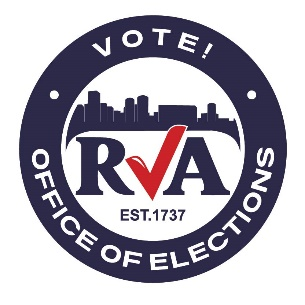 VOTE!
RVA
EST.1737
OFFICE OF ELECTIONS